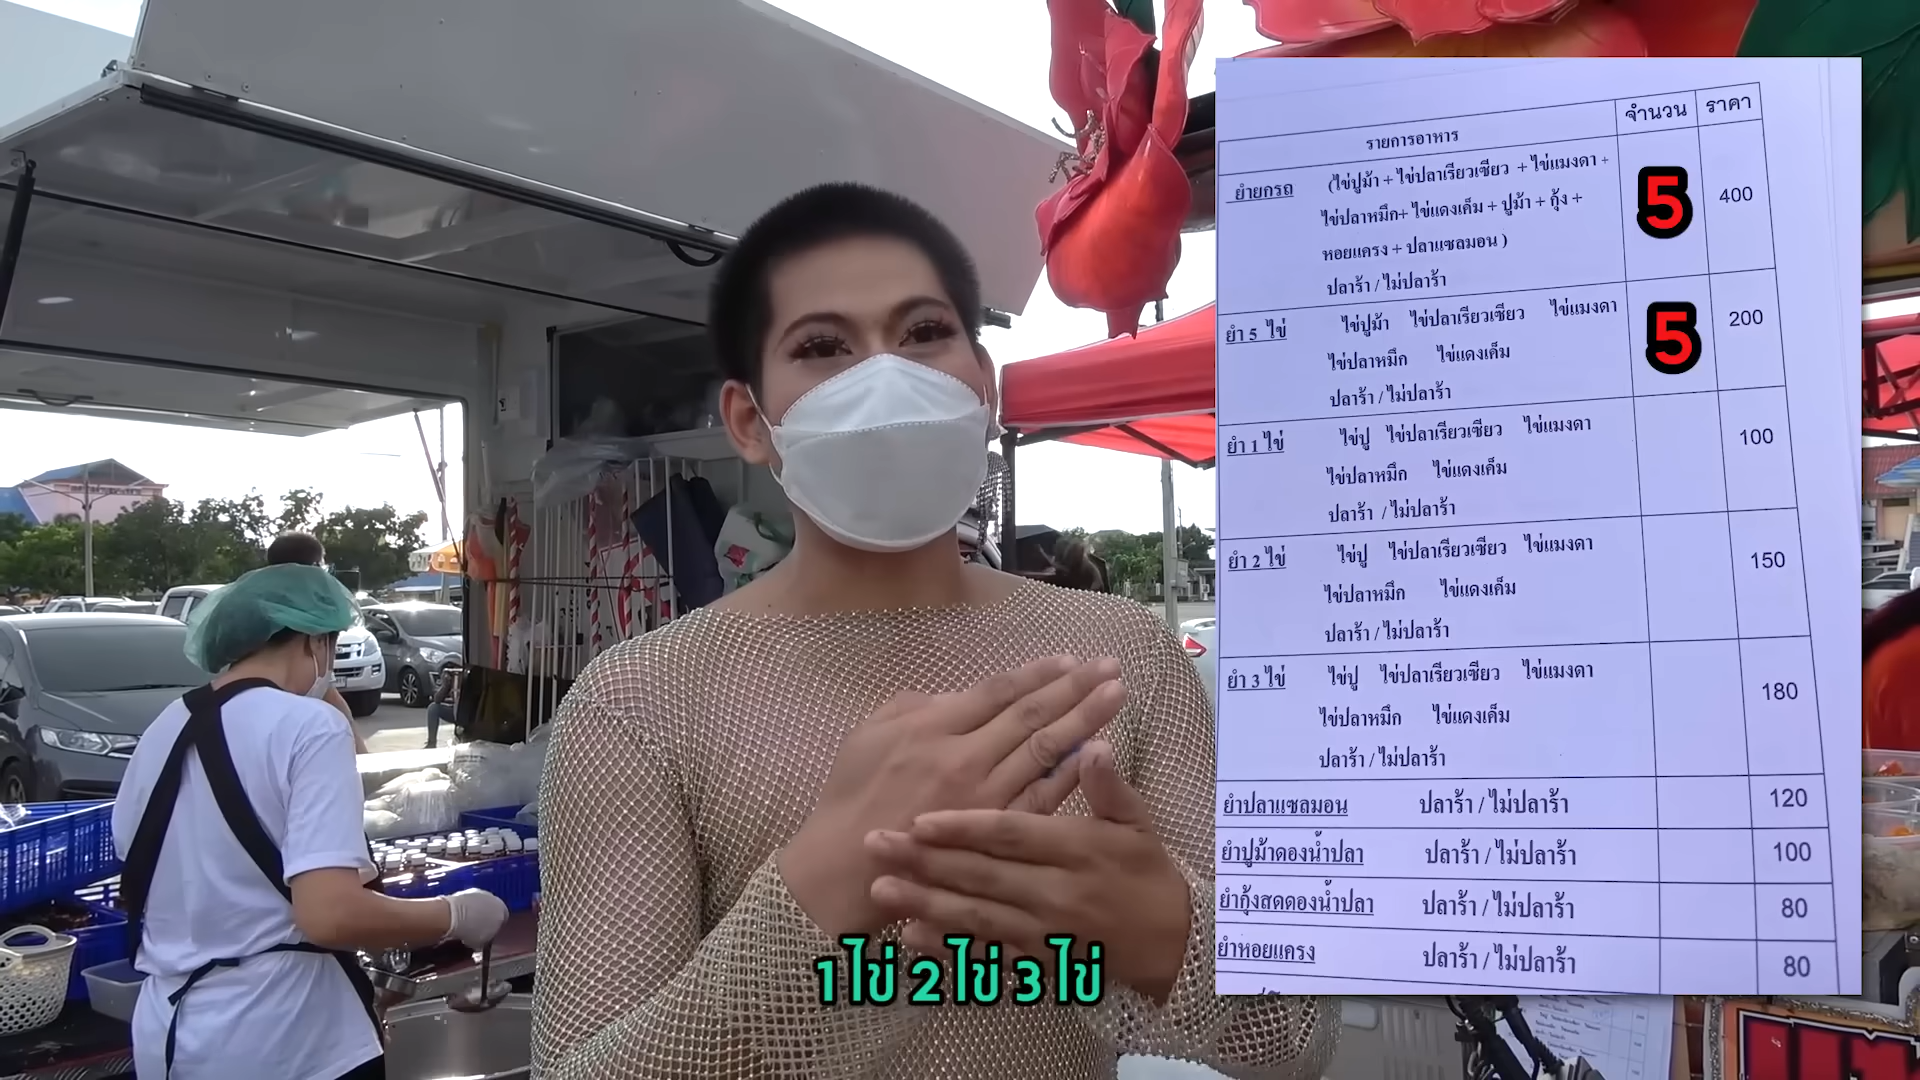 รายการอาหาร จำนวน ราคา
ยำยกรถ (ไข่ปูม้า + ไข่ปลาเรียวเซียว + ไข่แมงดา + 5 400
ไข่ปลาหมึก+ ไข่แดงเค็ม + ปูม้า + กุ้ง +
หอยแครง + ปลาแซลมอน )
ปลาร้า / ไม่ปลาร้า
ยำ 5 ไข่ ไข่ปูม้า ไข่ปลาเรียวเซียว ไข่แมงดา 5 200
ไข่ปลาหมึก ไข่แดงเค็ม
ปลาร้า / ไม่ปลาร้า
ยำ 1 ไข่ ไข่ปู ไข่ปลาเรียวเซียว ไข่แมงดา 100
ไข่ปลาหมึก ไข่แดงเค็ม
ปลาร้า / ไม่ปลาร้า
ยำ 2 ไข่ ไข่ปู ไข่ปลาเรียวเซียว ไข่แมงดา 150
ไข่ปลาหมึก ไข่แดงเค็ม
ปลาร้า / ไม่ปลาร้า
ยำ 3 ไข่ ไข่ปู ไข่ปลาเรียวเซียว ไข่แมงดา 180
ไข่ปลาหมึก ไข่แดงเค็ม
ปลาร้า / ไม่ปลาร้า
ยำปลาแซลมอน ปลาร้า / ไม่ปลาร้า 120
ยำปูม้าดองน้ำปลา ปลาร้า / ไม่ปลาร้า 100
ยำกุ้งสดดองน้ำปลา ปลาร้า / ไม่ปลาร้า 80
ยำหอยแครง ปลาร้า / ไม่ปลาร้า 80
1 ไข่ 2 ไข่ 3 ไข่